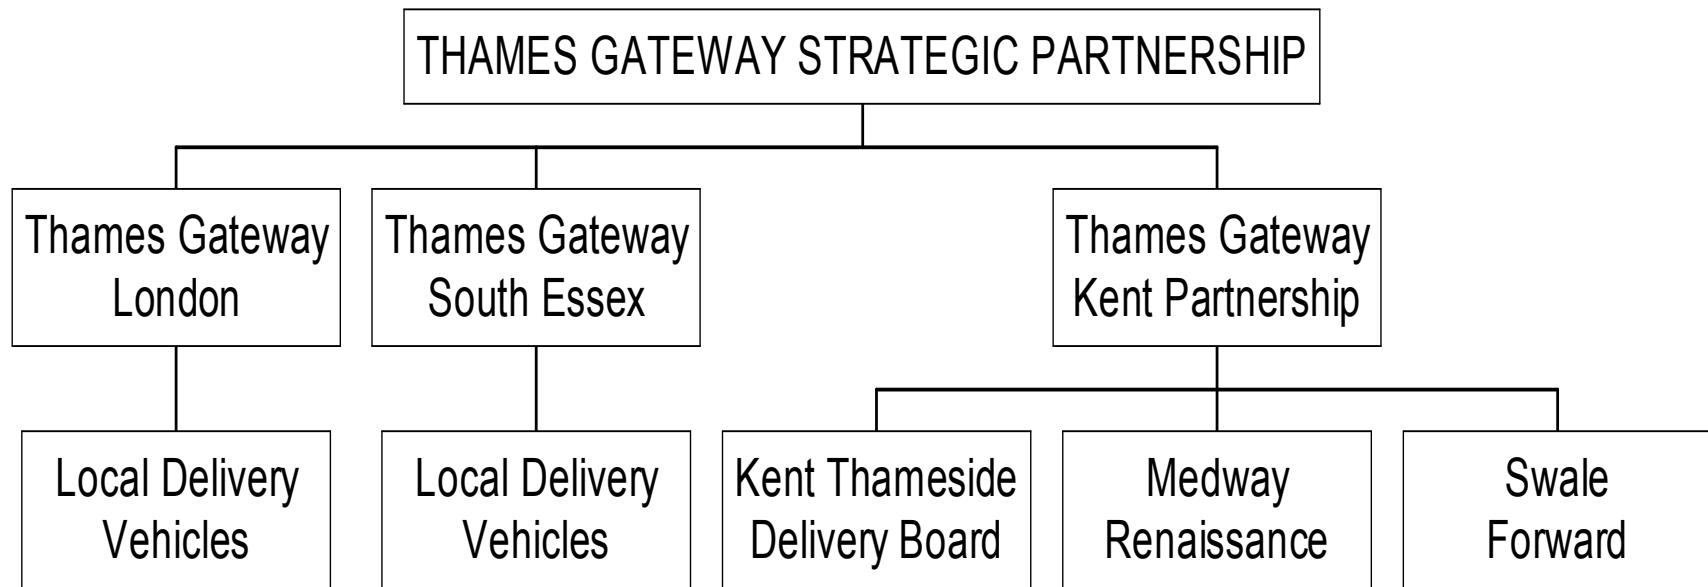 THAMES GATEWAY STRATEGIC PARTNERSHIP
Thames Gateway
London
Thames Gateway
South Essex
Thames Gateway
Kent Partnership
Local Delivery
Vehicles
Local Delivery
Vehicles
Kent Thameside
Delivery Board
Medway
Renaissance
Swale
Forward